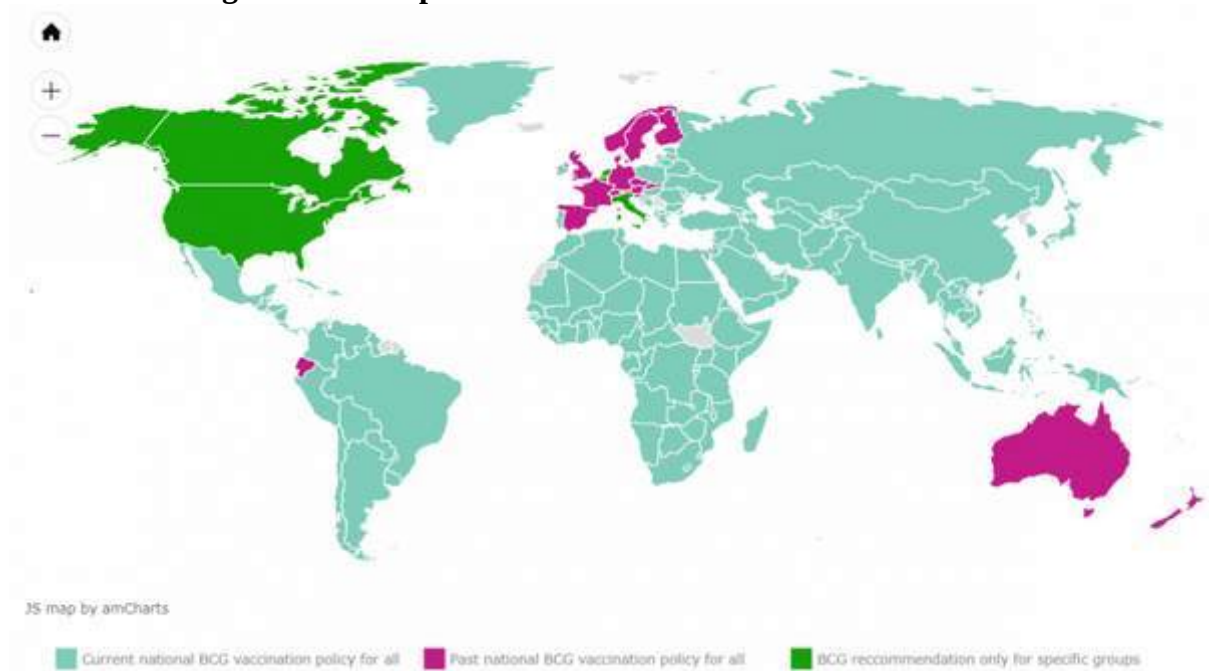 JS map by amCharts
Current national BCG vaccination policy for all
Past national BCG vaccination policy for all
BCG reccommendation only for specific groups